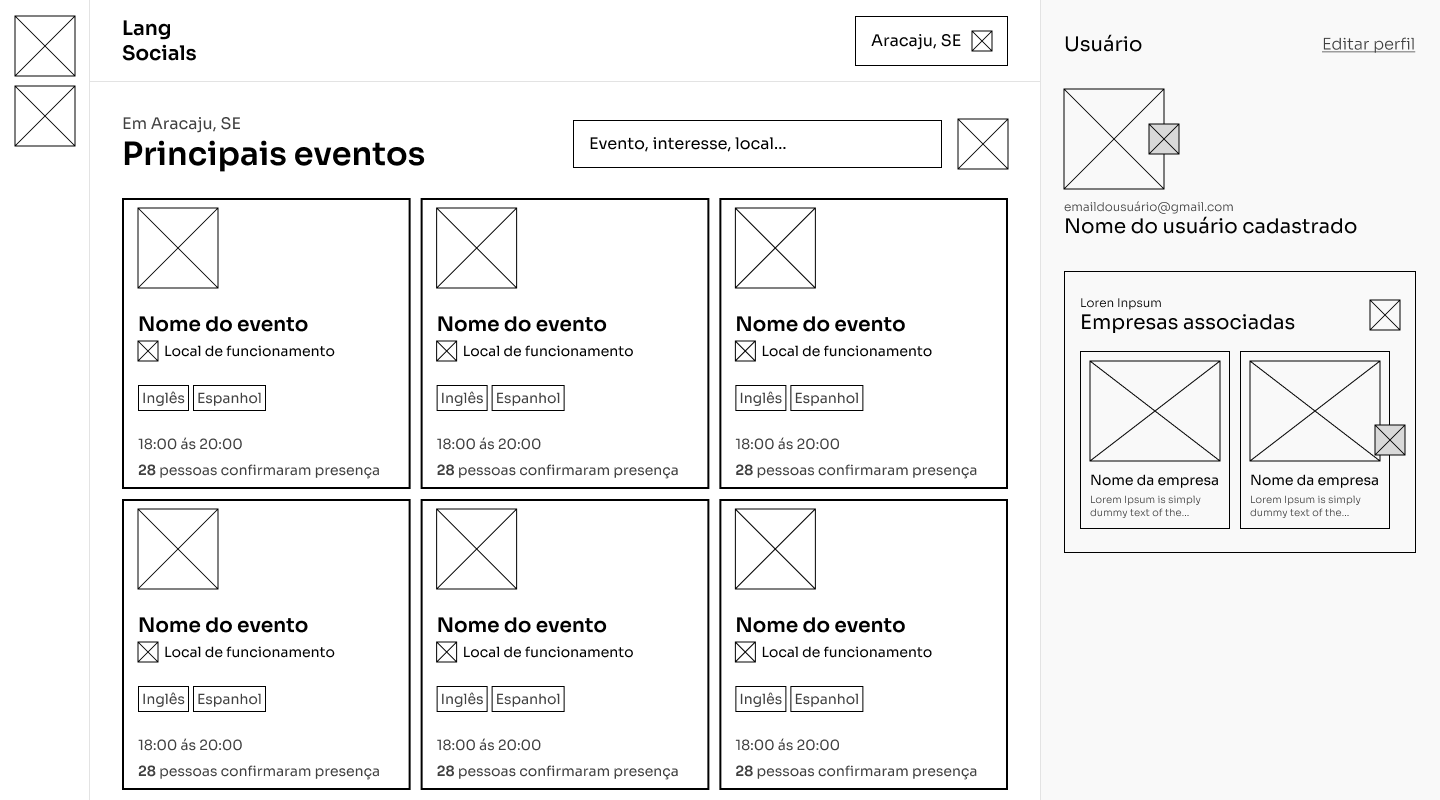 Lang
Socials
Aracaju, SE
Em Aracaju, SE
Principais eventos
Evento, interesse, local...
Nome do evento
Local de funcionamento
Inglês
Espanhol
18:00 ás 20:00
28 pessoas confirmaram presença
Nome do evento
Local de funcionamento
Inglês
Espanhol
18:00 ás 20:00
28 pessoas confirmaram presença
Nome do evento
Local de funcionamento
Inglês
Espanhol
18:00 ás 20:00
28 pessoas confirmaram presença
Nome do evento
Local de funcionamento
Inglês
Espanhol
18:00 ás 20:00
28 pessoas confirmaram presença
Nome do evento
Local de funcionamento
Inglês
Espanhol
18:00 ás 20:00
28 pessoas confirmaram presença
Nome do evento
Local de funcionamento
Inglês
Espanhol
18:00 ás 20:00
28 pessoas confirmaram presença
Usuário
Editar perfil
emaildousuário@gmail.com
Nome do usuário cadastrado
Loren Inpsum
Empresas associadas
Nome da empresa
Lorem Ipsum is simply
dummy text of the...
Nome da empresa
Lorem Ipsum is simply
dummy text of the...